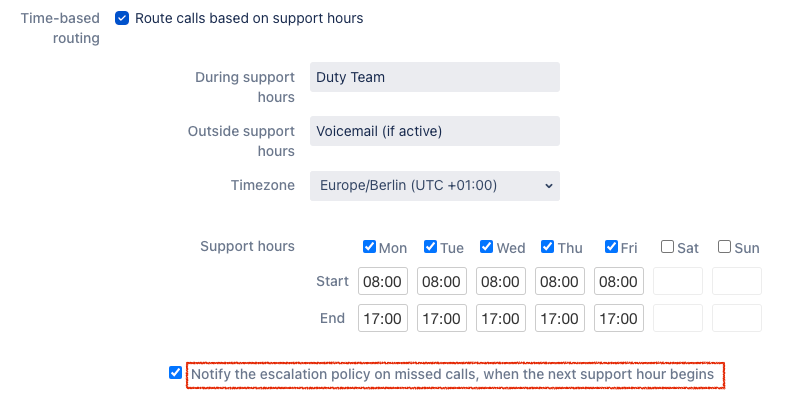 Time-based routing
Route calls based on support hours
During support hours
Duty Team
Outside support hours
Voicemail (if active)
Timezone
Europe/Berlin (UTC +01:00)
Support hours
Mon Tue Wed Thu Fri Sat Sun
Start 08:00 08:00 08:00 08:00 08:00
End 17:00 17:00 17:00 17:00 17:00
Notify the escalation policy on missed calls, when the next support hour begins